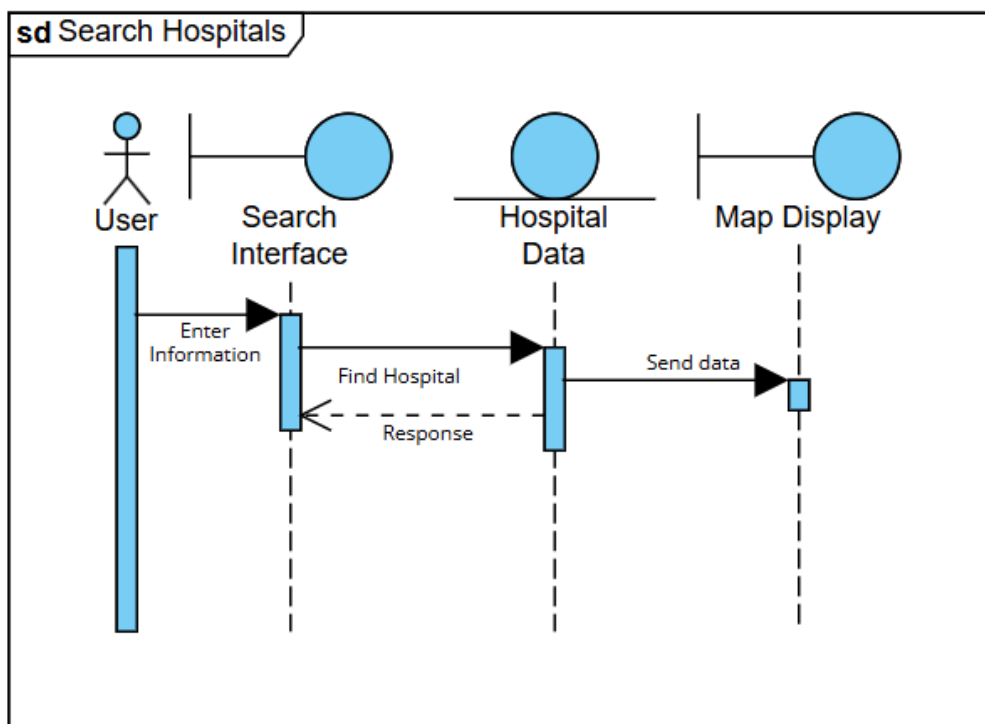 sd Search Hospitals
User
Search
Interface
Hospital
Data
Map Display
Enter
Information
Find Hospital
Send data
Response